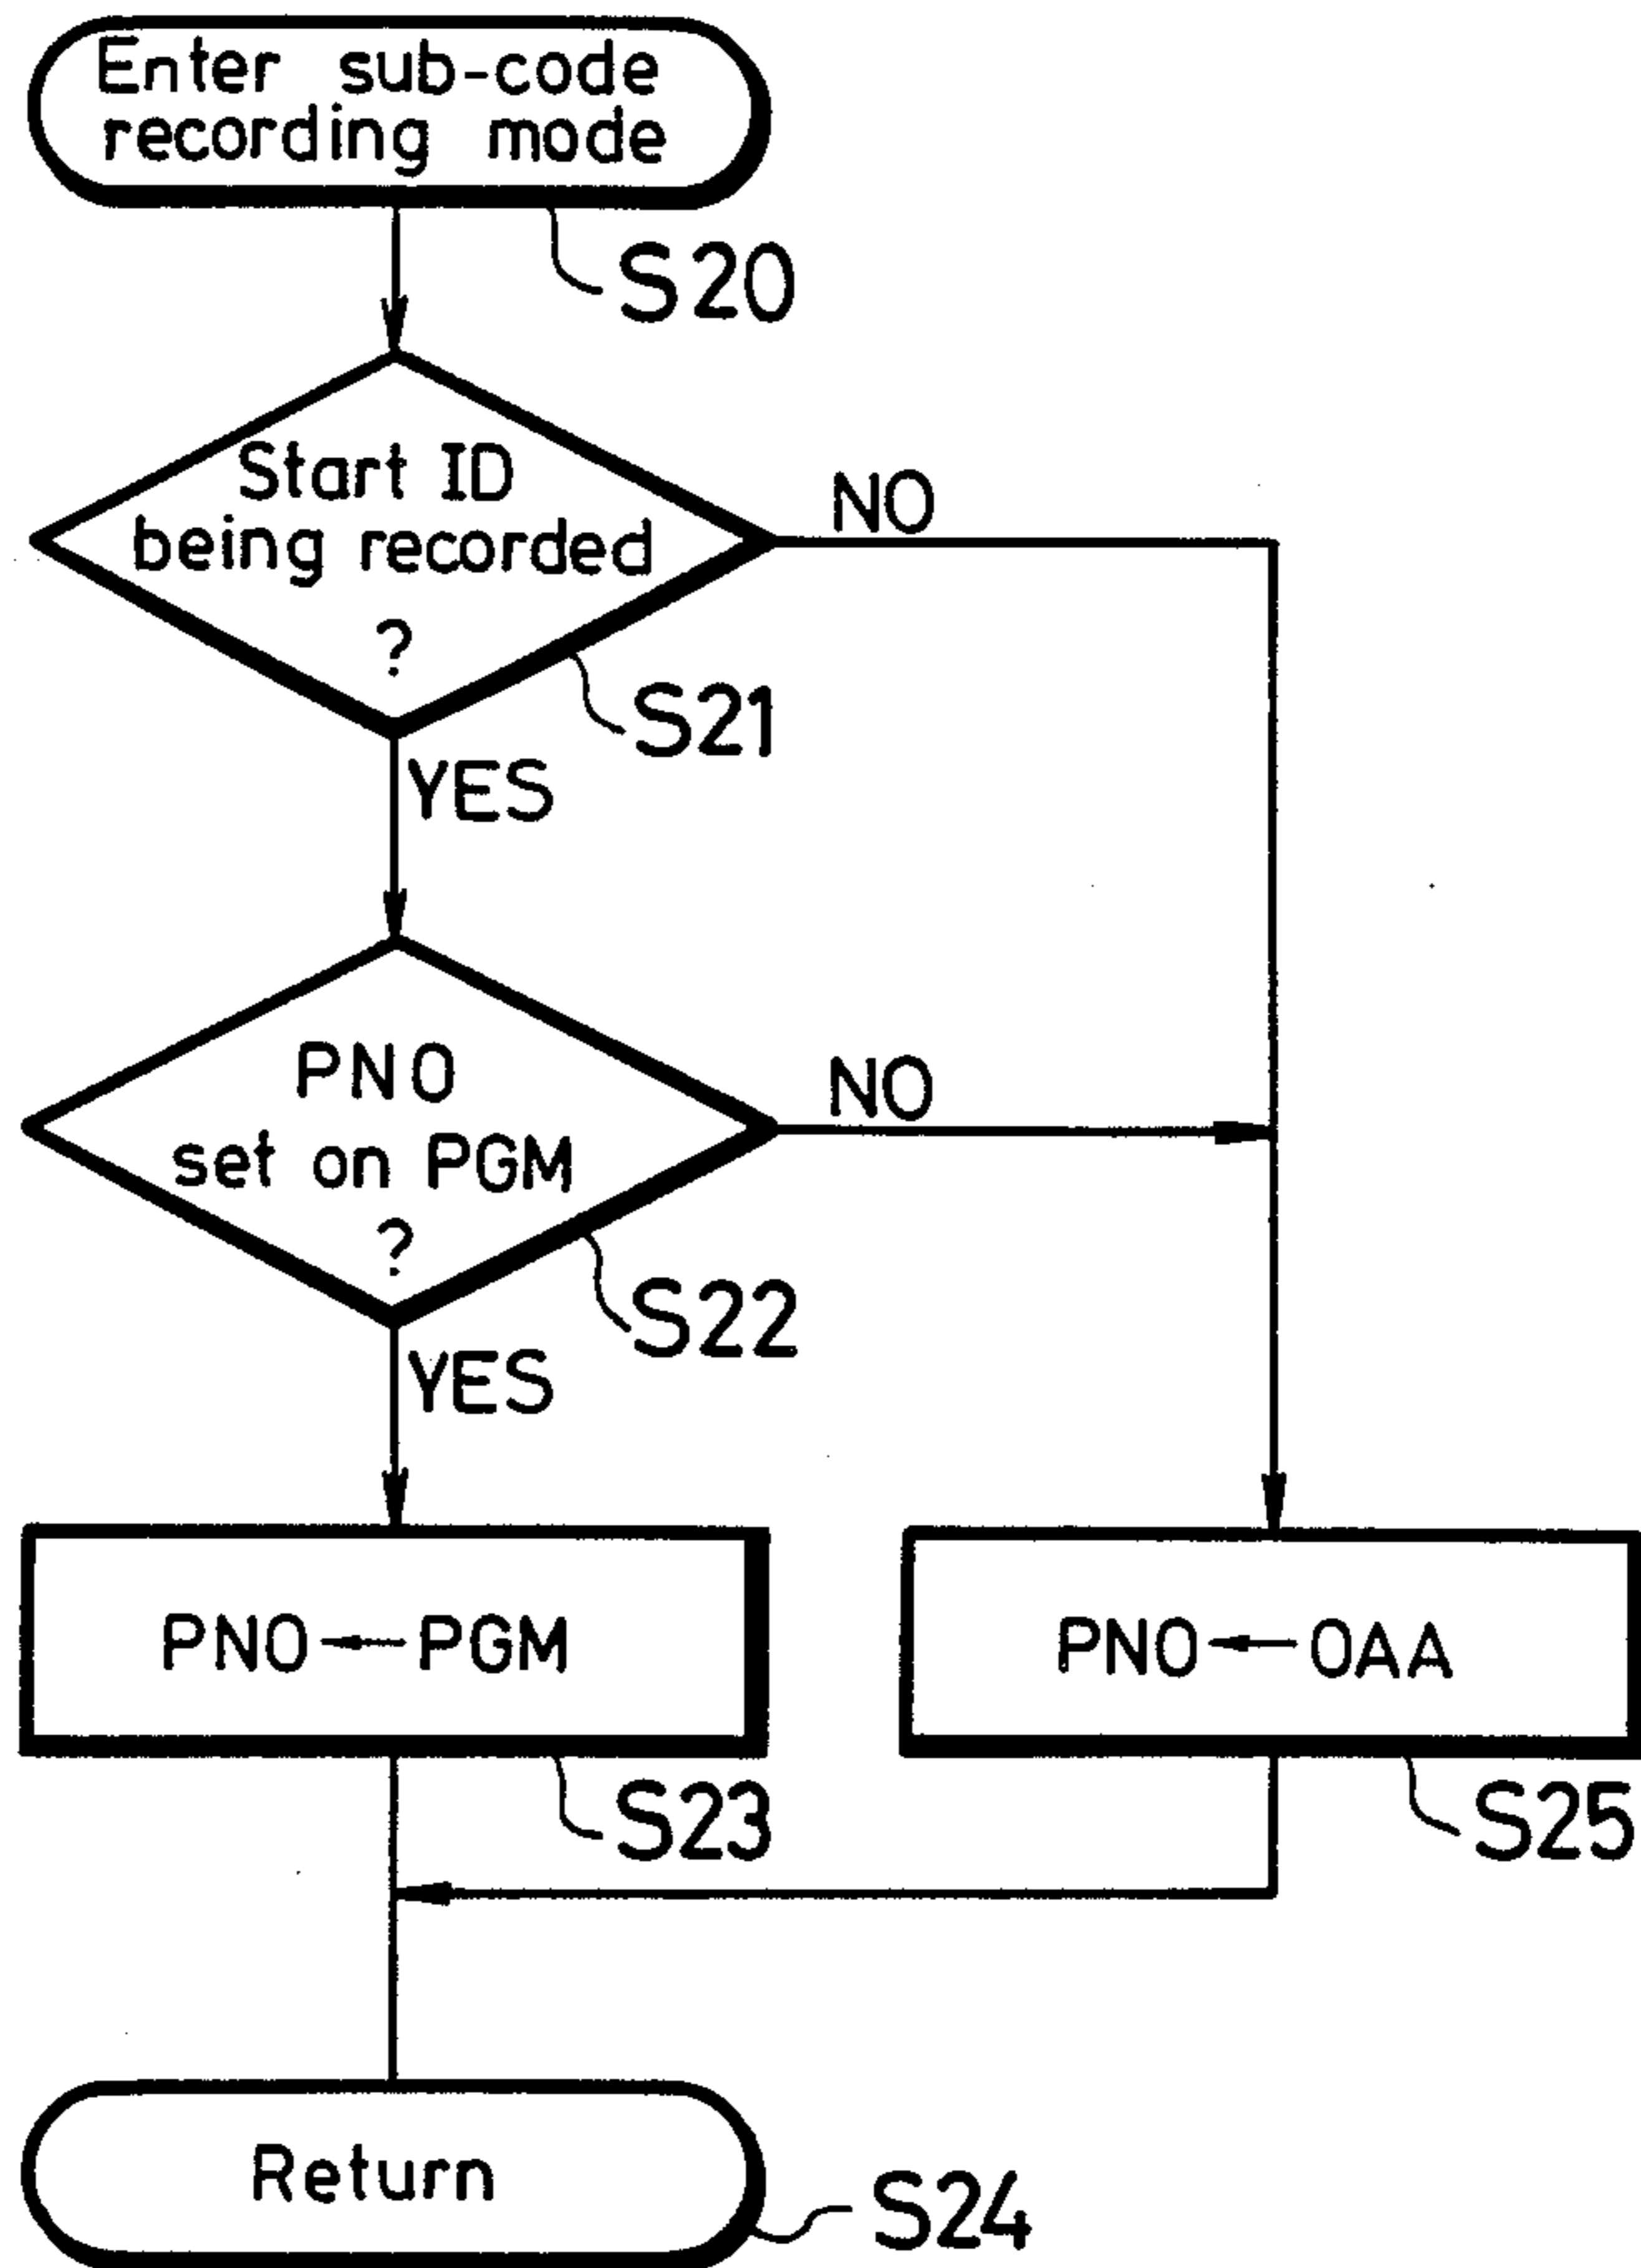 Enter sub-code
recording mode
S20
Start ID
being recorded
?
NO
S21
YES
PNO
set on PGM
?
NO
S22
YES
PNO←PGM
S23
PNO←OAA
S25
Return
S24